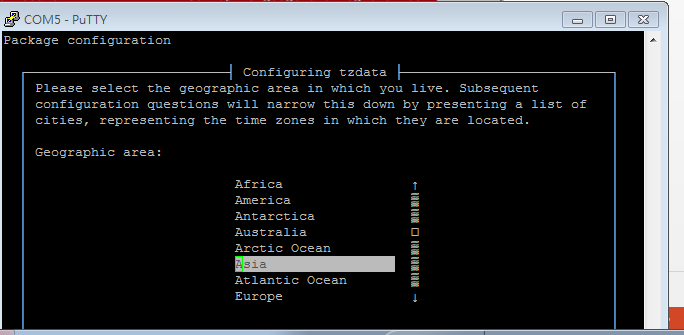 COM5 - PuTTY
Package configuration
Configuring tzdata
Please select the geographic area in which you live. Subsequent
configuration questions will narrow this down by presenting a list of
cities, representing the time zones in which they are located.
Geographic area:
Africa
America
Antarctica
Australia
Arctic Ocean
Asia
Atlantic Ocean
Europe